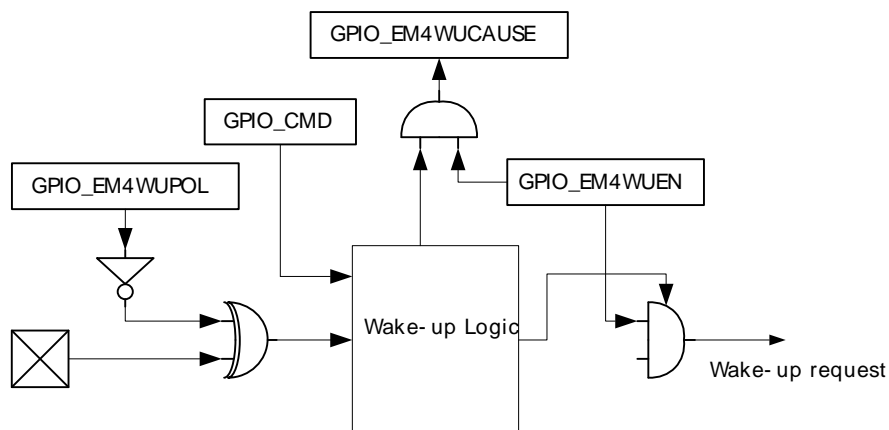 GPIO_EM4WUCAUSE
GPIO_CMD
GPIO_EM4WUPOL
GPIO_EM4WUEN
Wake-up Logic
Wake-up request